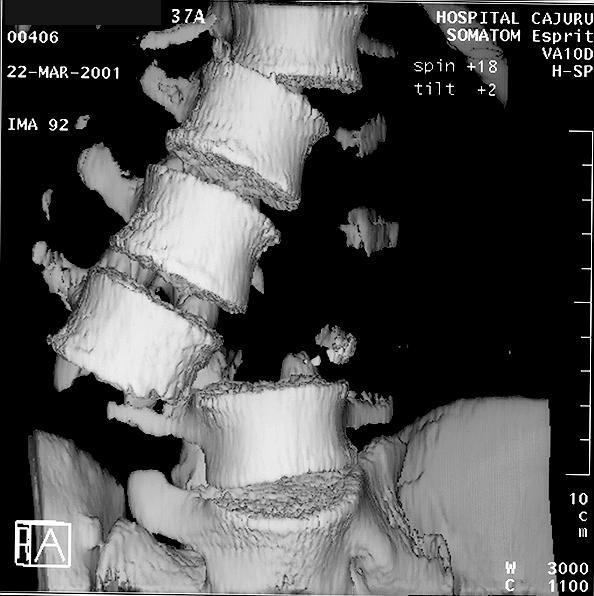 37A
HOSPITAL CAJURU
00406
SOMATOM Esprit
VA10D
22-MAR-2001
H-SP
spin +18
tilt +2
IMA 92
10
c
m
A
W 3000
C 1100